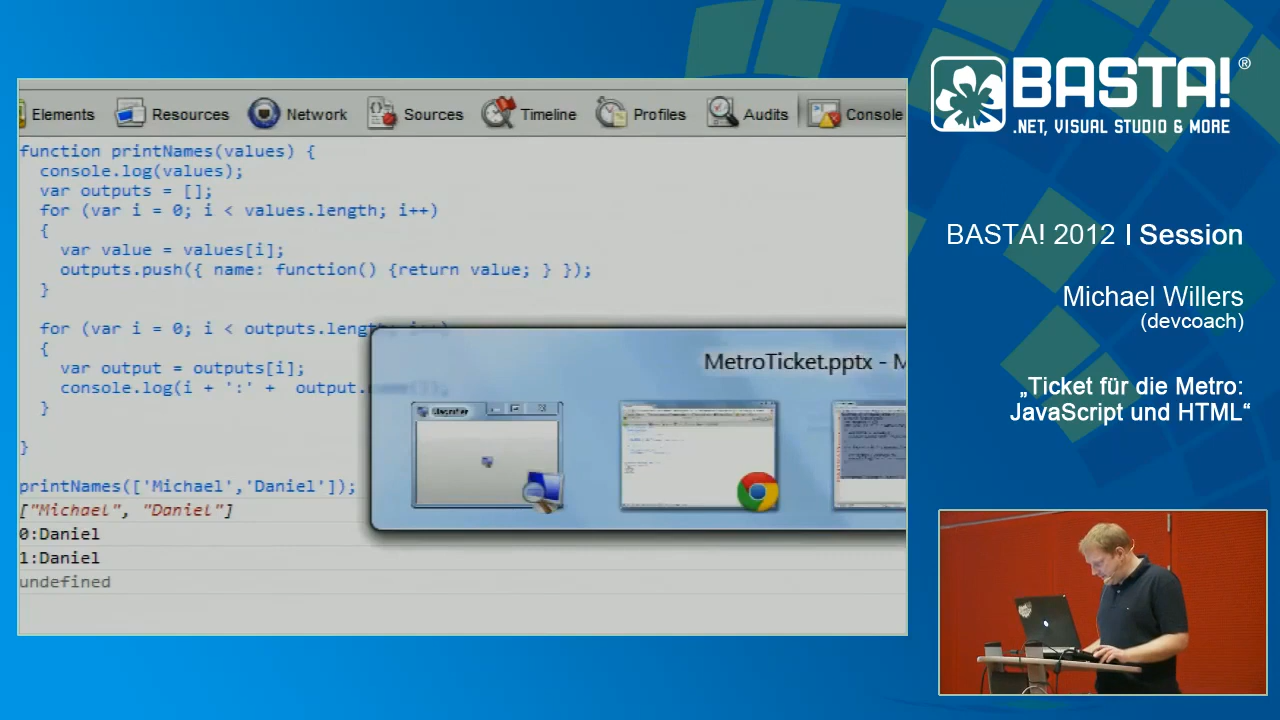 Elements
Resources
Network
Sources
Timeline
Profiles
Audits
Console
function printNames(values) {
console.log(values);
var outputs = [];
for (var i = 0; i < values.length; i++)
{
var value = values[i];
outputs.push({ name: function() {return value; } });
}
for (var i = 0; i < outputs.length; i++)
{
var output = outputs[i];
console.log(i + ':' + output.name());
}
}
printNames(['Michael','Daniel']);
["Michael", "Daniel"]
0:Daniel
1:Daniel
undefined
MetroTicket.pptx - M
Magnifier
BASTA!®
.NET, VISUAL STUDIO & MORE
BASTA! 2012 I Session
Michael Willers
(devcoach)
„Ticket für die Metro:
JavaScript und HTML“